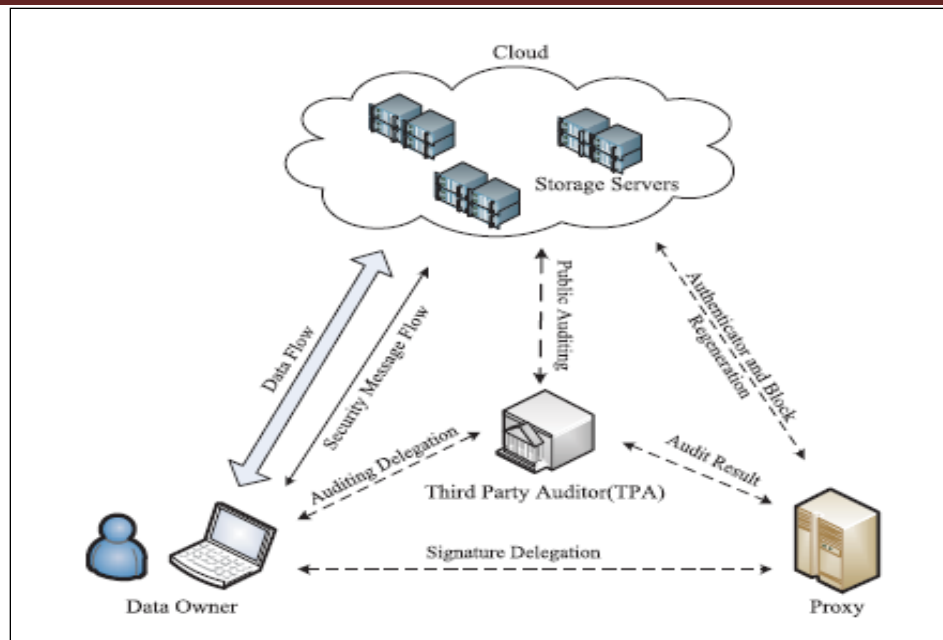 Cloud
Storage Servers
Data Flow
Security Message Flow
Public Auditing
Authenticator and Block
Regeneration
Auditing Delegation
Audit Result
Third Party Auditor(TPA)
Signature Delegation
Data Owner
Proxy